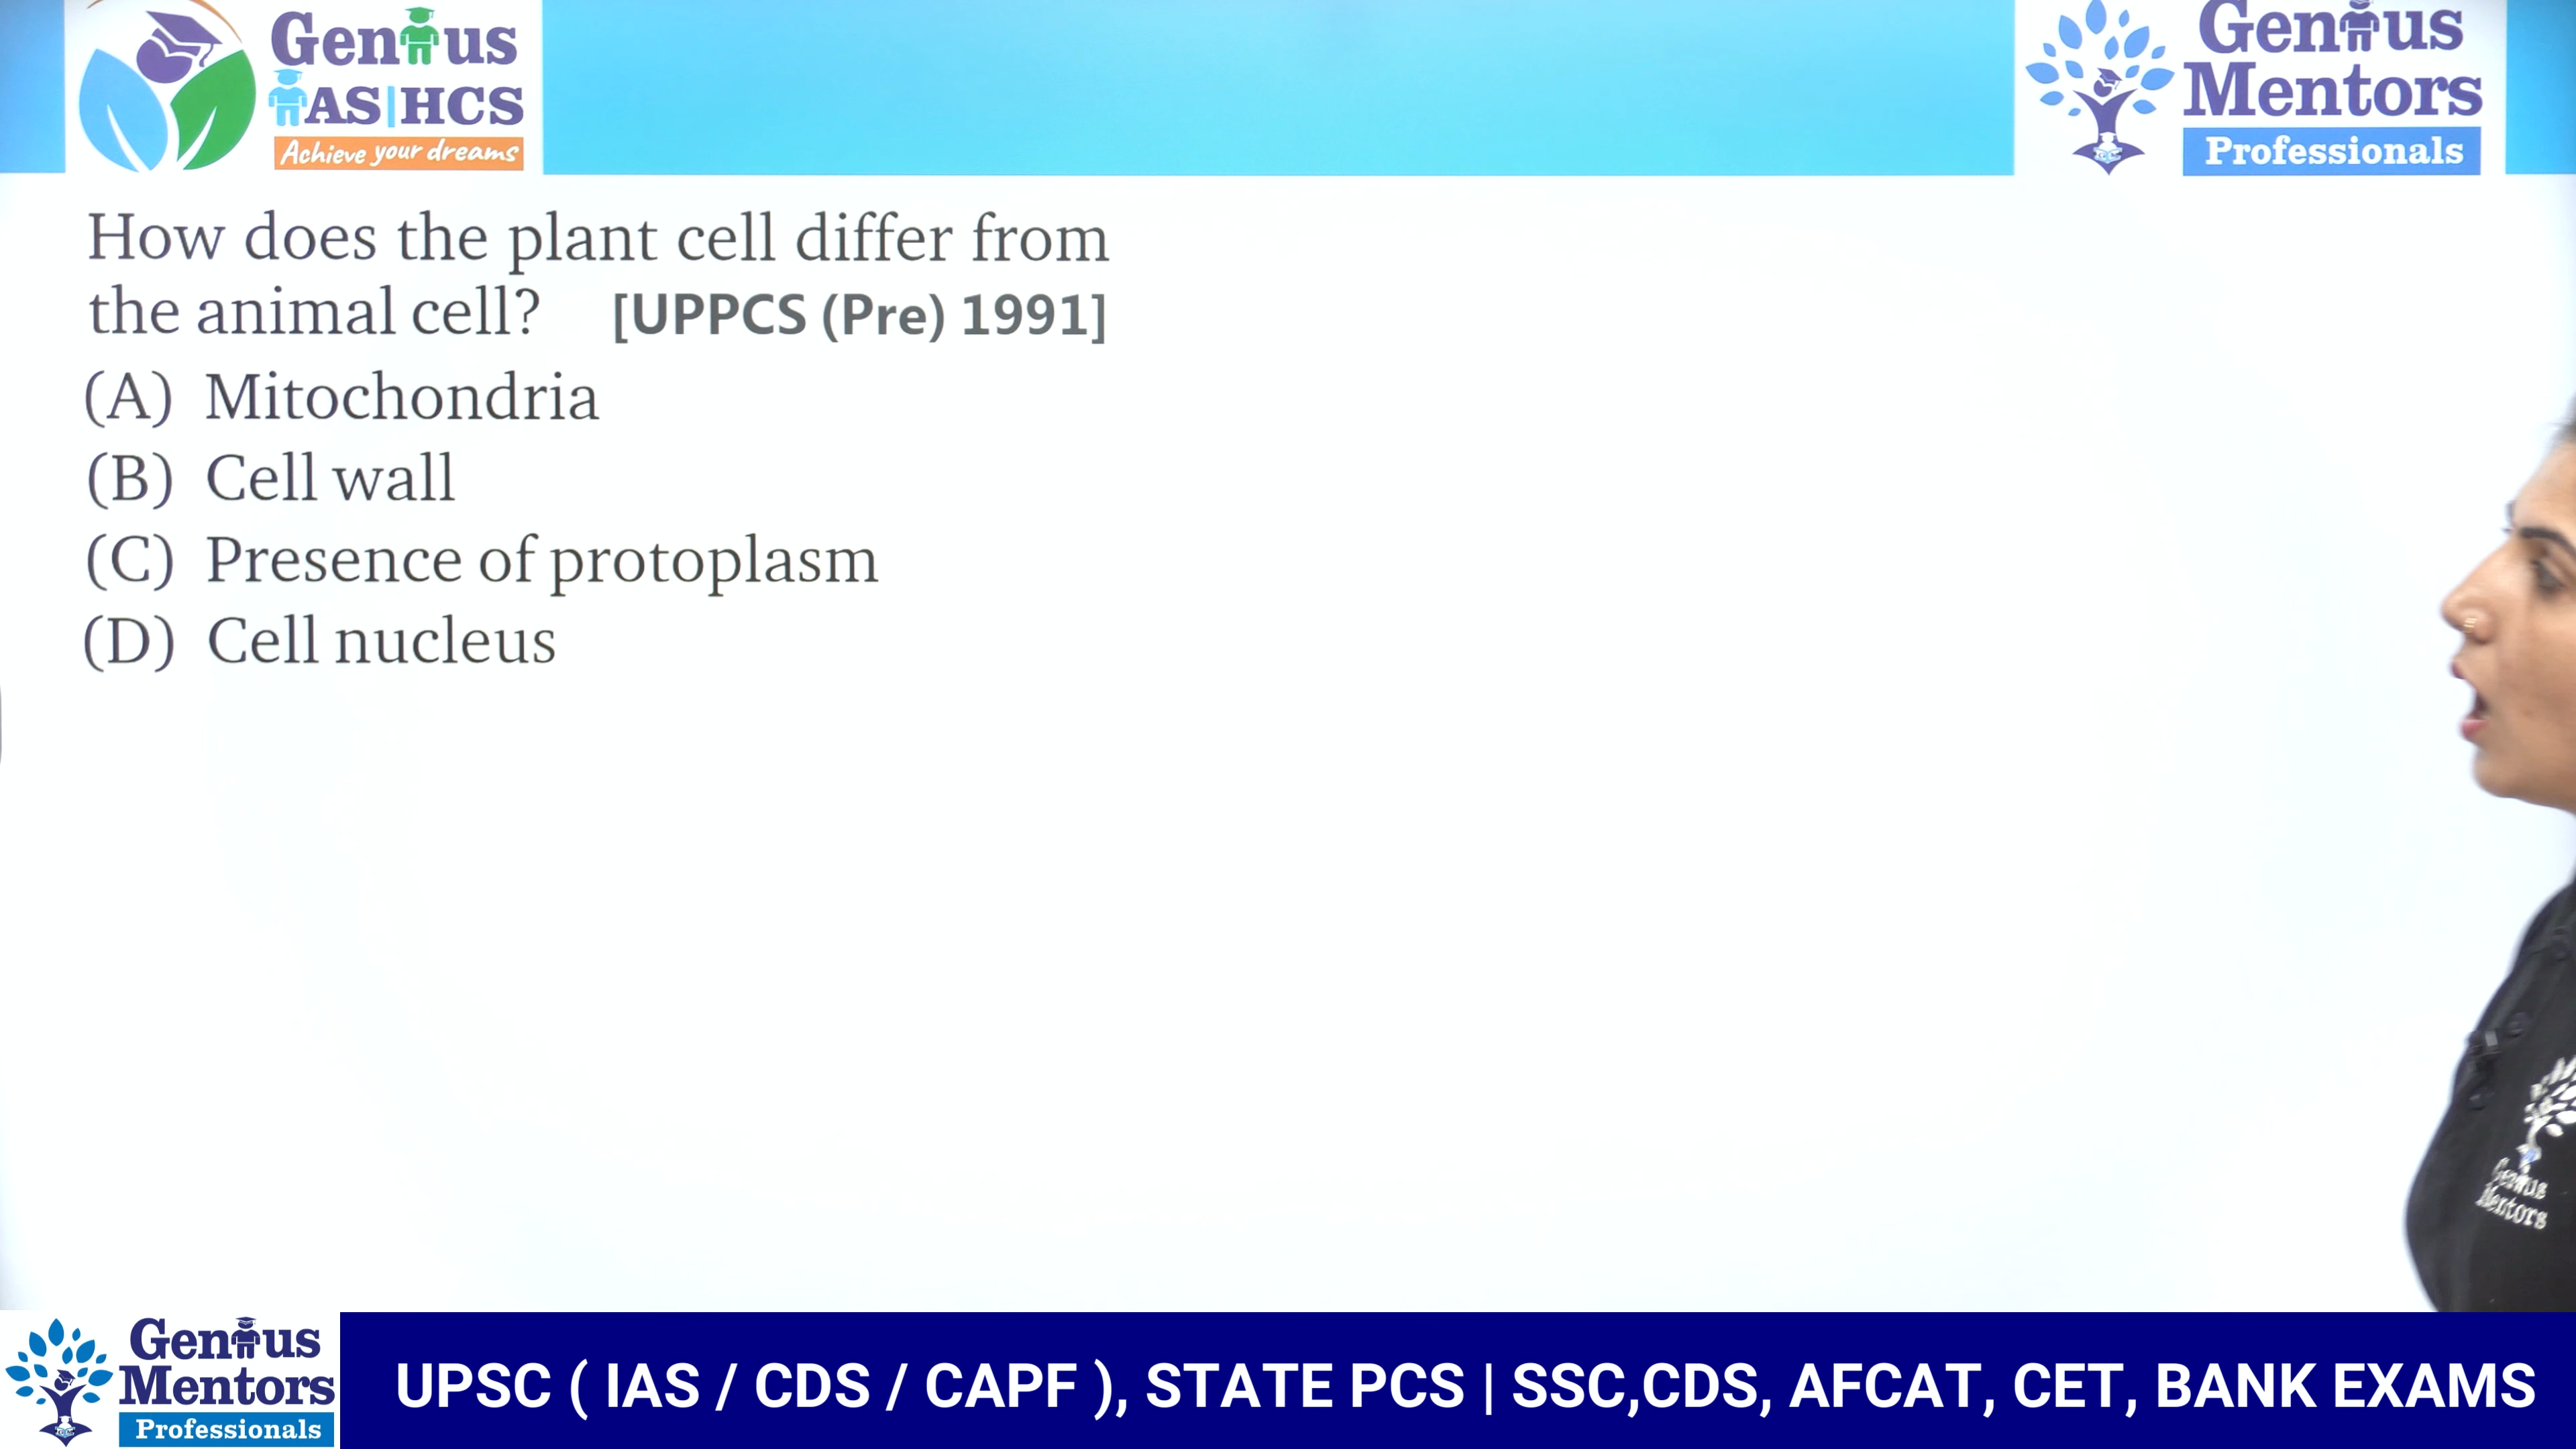 Genius
IAS|HCS
Achieve your dreams
Genius
Mentors
Professionals
How does the plant cell differ from
the animal cell? [UPPCS (Pre) 1991]
(A) Mitochondria
(B) Cell wall
(C) Presence of protoplasm
(D) Cell nucleus
Genius
Mentors
Genius
Mentors
Professionals
UPSC ( IAS / CDS / CAPF ), STATE PCS | SSC,CDS, AFCAT, CET, BANK EXAMS